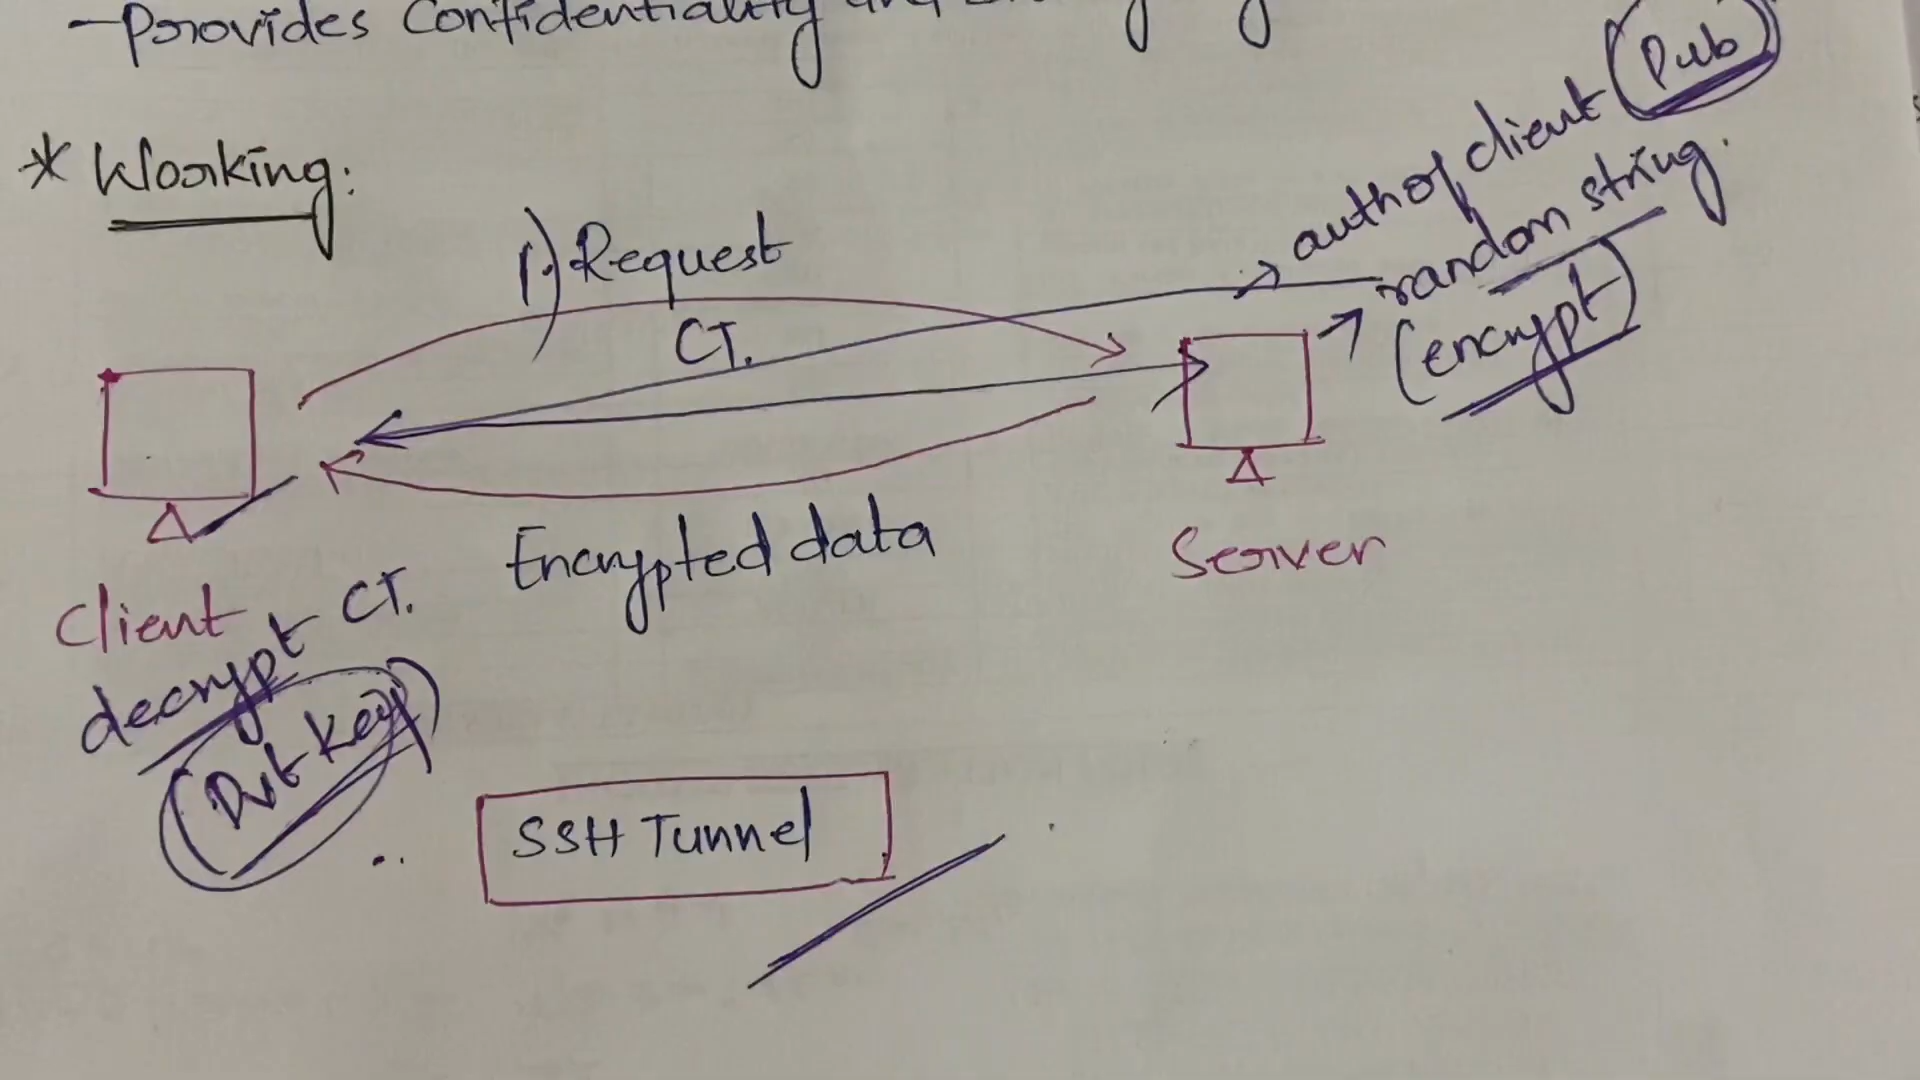 -Provides Confidentiality and
* Working:
1.) Request
CT.
auth of client (Pub)
random string.
(encrypt)
Encrypted data
Server
Client
decrypt CT.
(Pvt Key)
SSH Tunnel